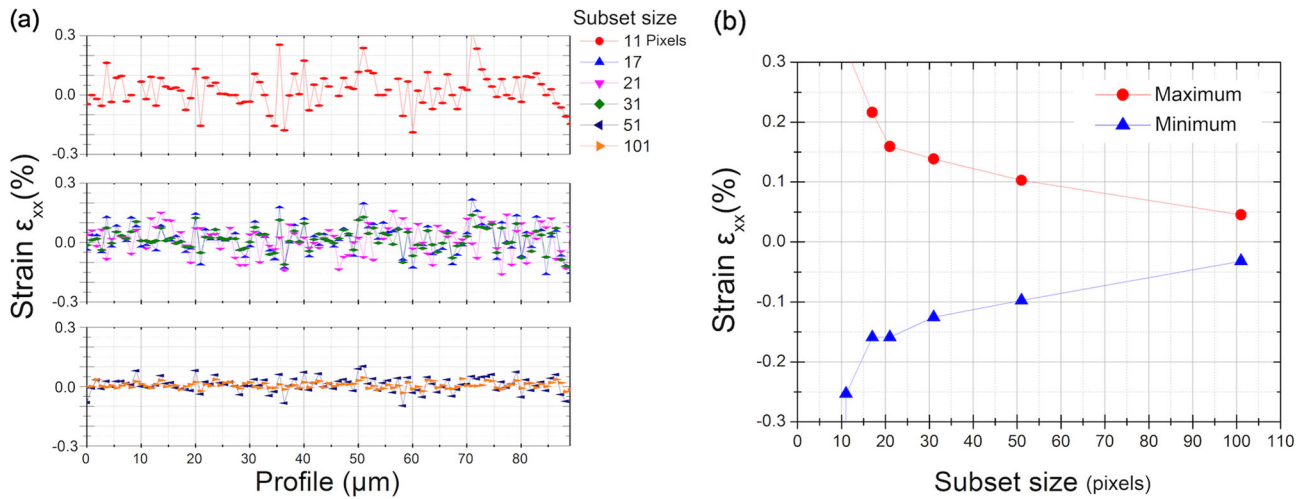 (a)
Subset size
11 Pixels
17
21
31
51
101
0.3
0.0
-0.3
0.3
0.0
-0.3
0.3
0.0
-0.3
0 10 20 30 40 50 60 70 80
Profile (μm)
Strain ε_xx(%)
(b)
0.3
0.2
0.1
0.0
-0.1
-0.2
-0.3
Maximum
Minimum
0 10 20 30 40 50 60 70 80 90 100 110
Subset size (pixels)
Strain ε_xx(%)